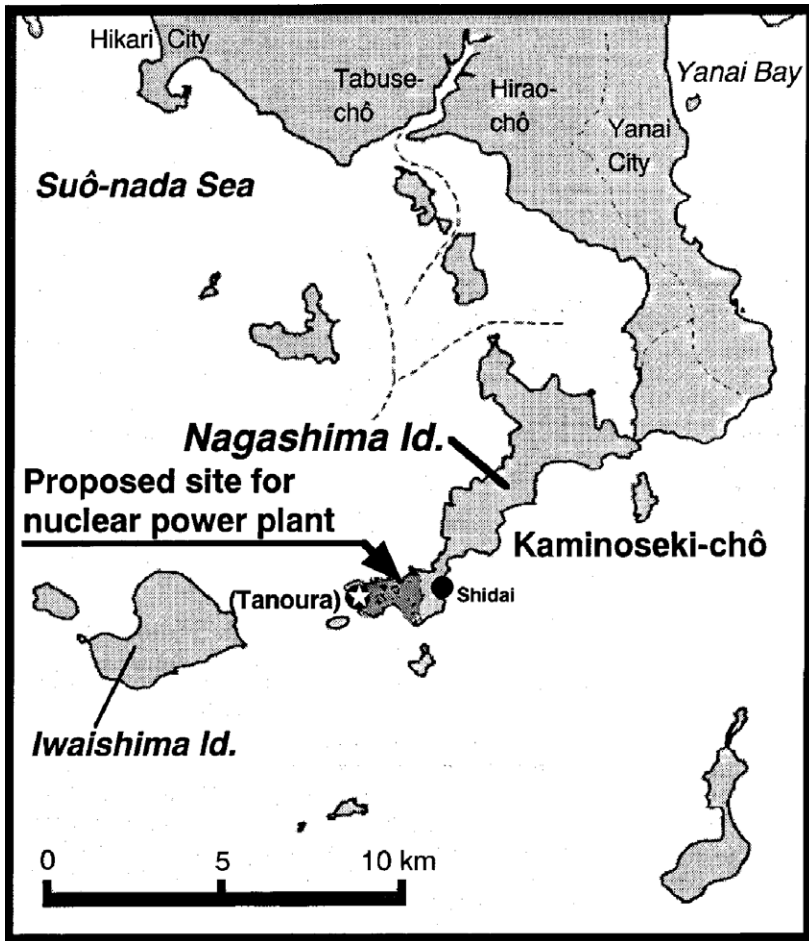 Hikari City
Tabuse-
chô
Hirao-
chô
Yanai Bay
Yanai
City
Suô-nada Sea
Nagashima Id.
Proposed site for
nuclear power plant
Kaminoseki-chô
(Tanoura)
Shidai
Iwaishima Id.
0 5 10 km